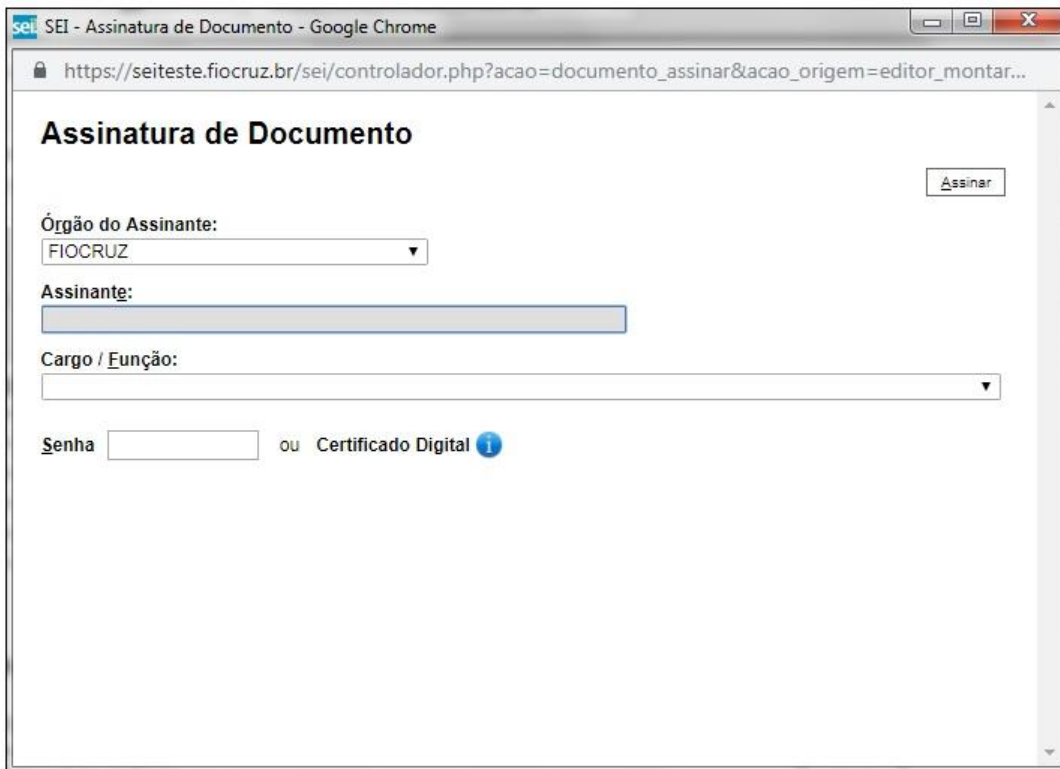 sei! SEI - Assinatura de Documento - Google Chrome
https://seiteste.fiocruz.br/sei/controlador.php?acao=documento_assinar&acao_origem=editor_montar...
Assinatura de Documento
Assinar
Órgão do Assinante:
FIOCRUZ
Assinante:
Cargo / Função:
Senha ou Certificado Digital i